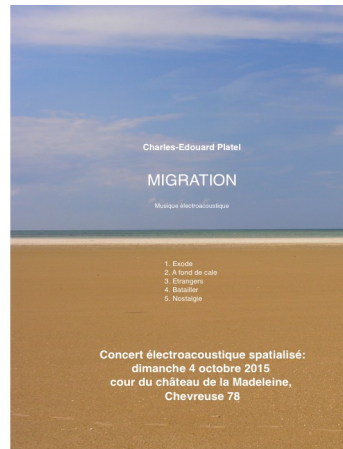 Charles-Edouard Platel
MIGRATION
Musique électroacoustique
1. Exode
2. A fond de cale
3. Etrangers
4. Batailler
5. Nostalgie
Concert électroacoustique spatialisé:
dimanche 4 octobre 2015
cour du château de la Madeleine,
Chevreuse 78